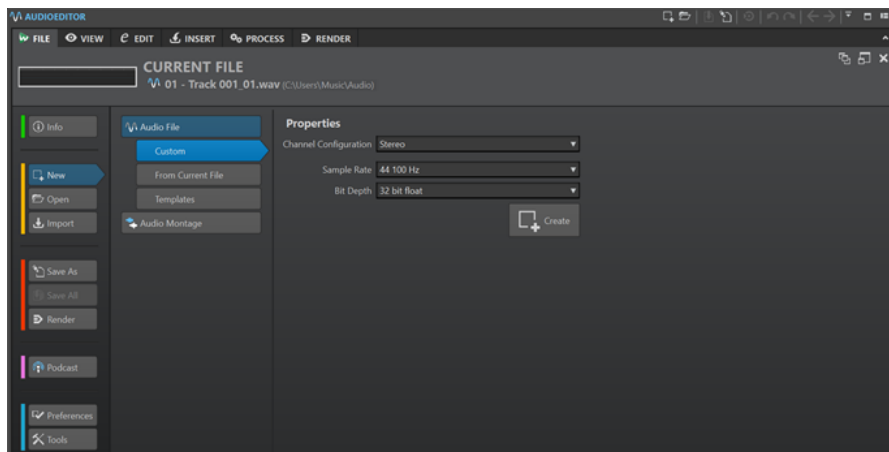 AUDIOEDITOR
FILE VIEW EDIT INSERT PROCESS RENDER
CURRENT FILE
01 - Track 001_01.wav (C:\Users\Music\Audio)
Info
Audio File
Properties
Custom
Channel Configuration Stereo
New
From Current File
Sample Rate 44 100 Hz
Open
Templates
Bit Depth 32 bit float
Import
Audio Montage
Create
Save As
Save All
Render
Podcast
Preferences
Tools